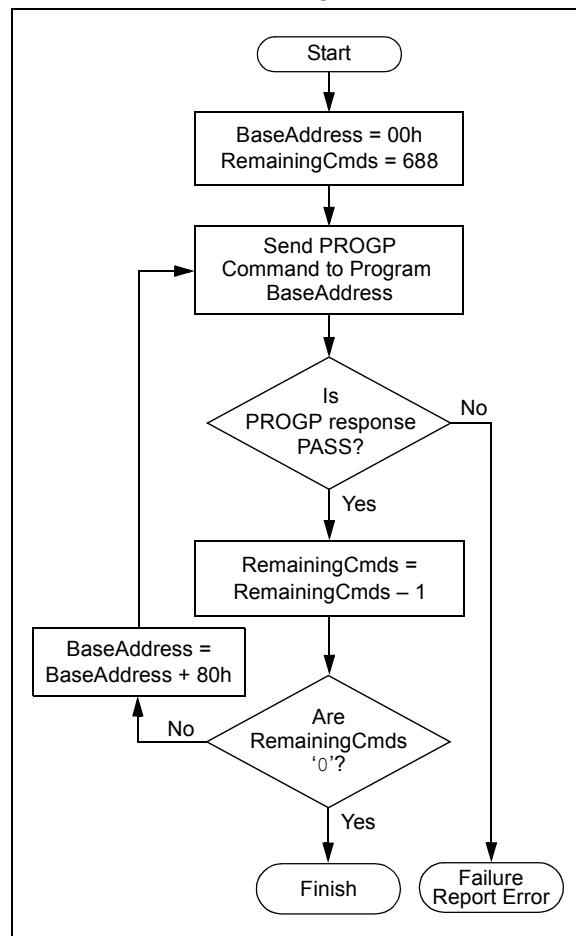 Start
BaseAddress = 00h
RemainingCmds = 688
Send PROGP
Command to Program
BaseAddress
Is
PROGP response
PASS?
No
Yes
RemainingCmds =
RemainingCmds – 1
BaseAddress =
BaseAddress + 80h
Are
RemainingCmds
‘0’?
No
Yes
Finish
Failure
Report Error